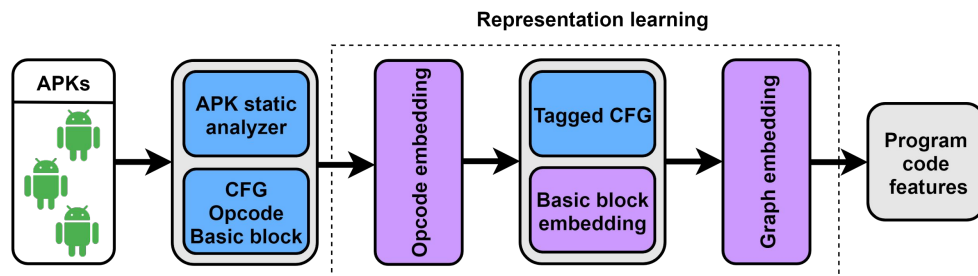 Representation learning
APKs
APK static
analyzer
CFG
Opcode
Basic block
Opcode embedding
Tagged CFG
Basic block
embedding
Graph embedding
Program
code
features